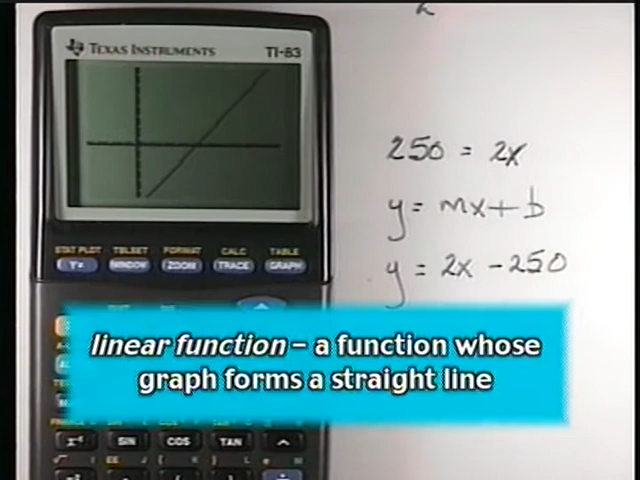 TEXAS INSTRUMENTS TI-83
250 = 2x
y = mx + b
y = 2x - 250
STAT PLOT TBLSET FORMAT CALC TABLE
Y= WINDOW ZOOM TRACE GRAPH
linear function – a function whose
graph forms a straight line
SIN COS TAN
EE